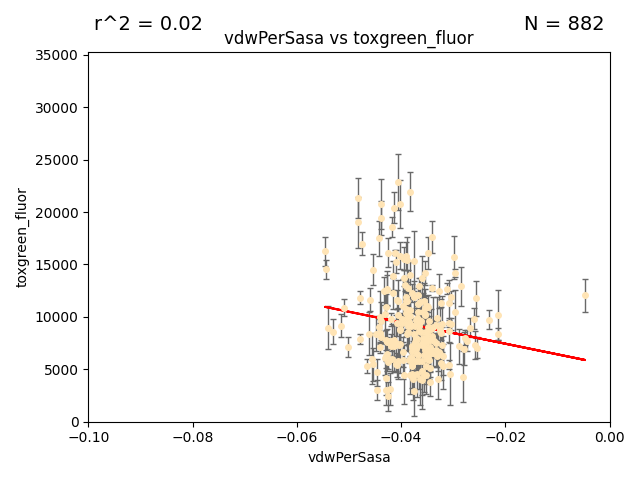 r^2 = 0.02
N = 882
vdwPerSasa vs toxgreen_fluor
35000
30000
25000
20000
15000
10000
5000
0
toxgreen_fluor
−0.10
−0.08
−0.06
−0.04
−0.02
0.00
vdwPerSasa